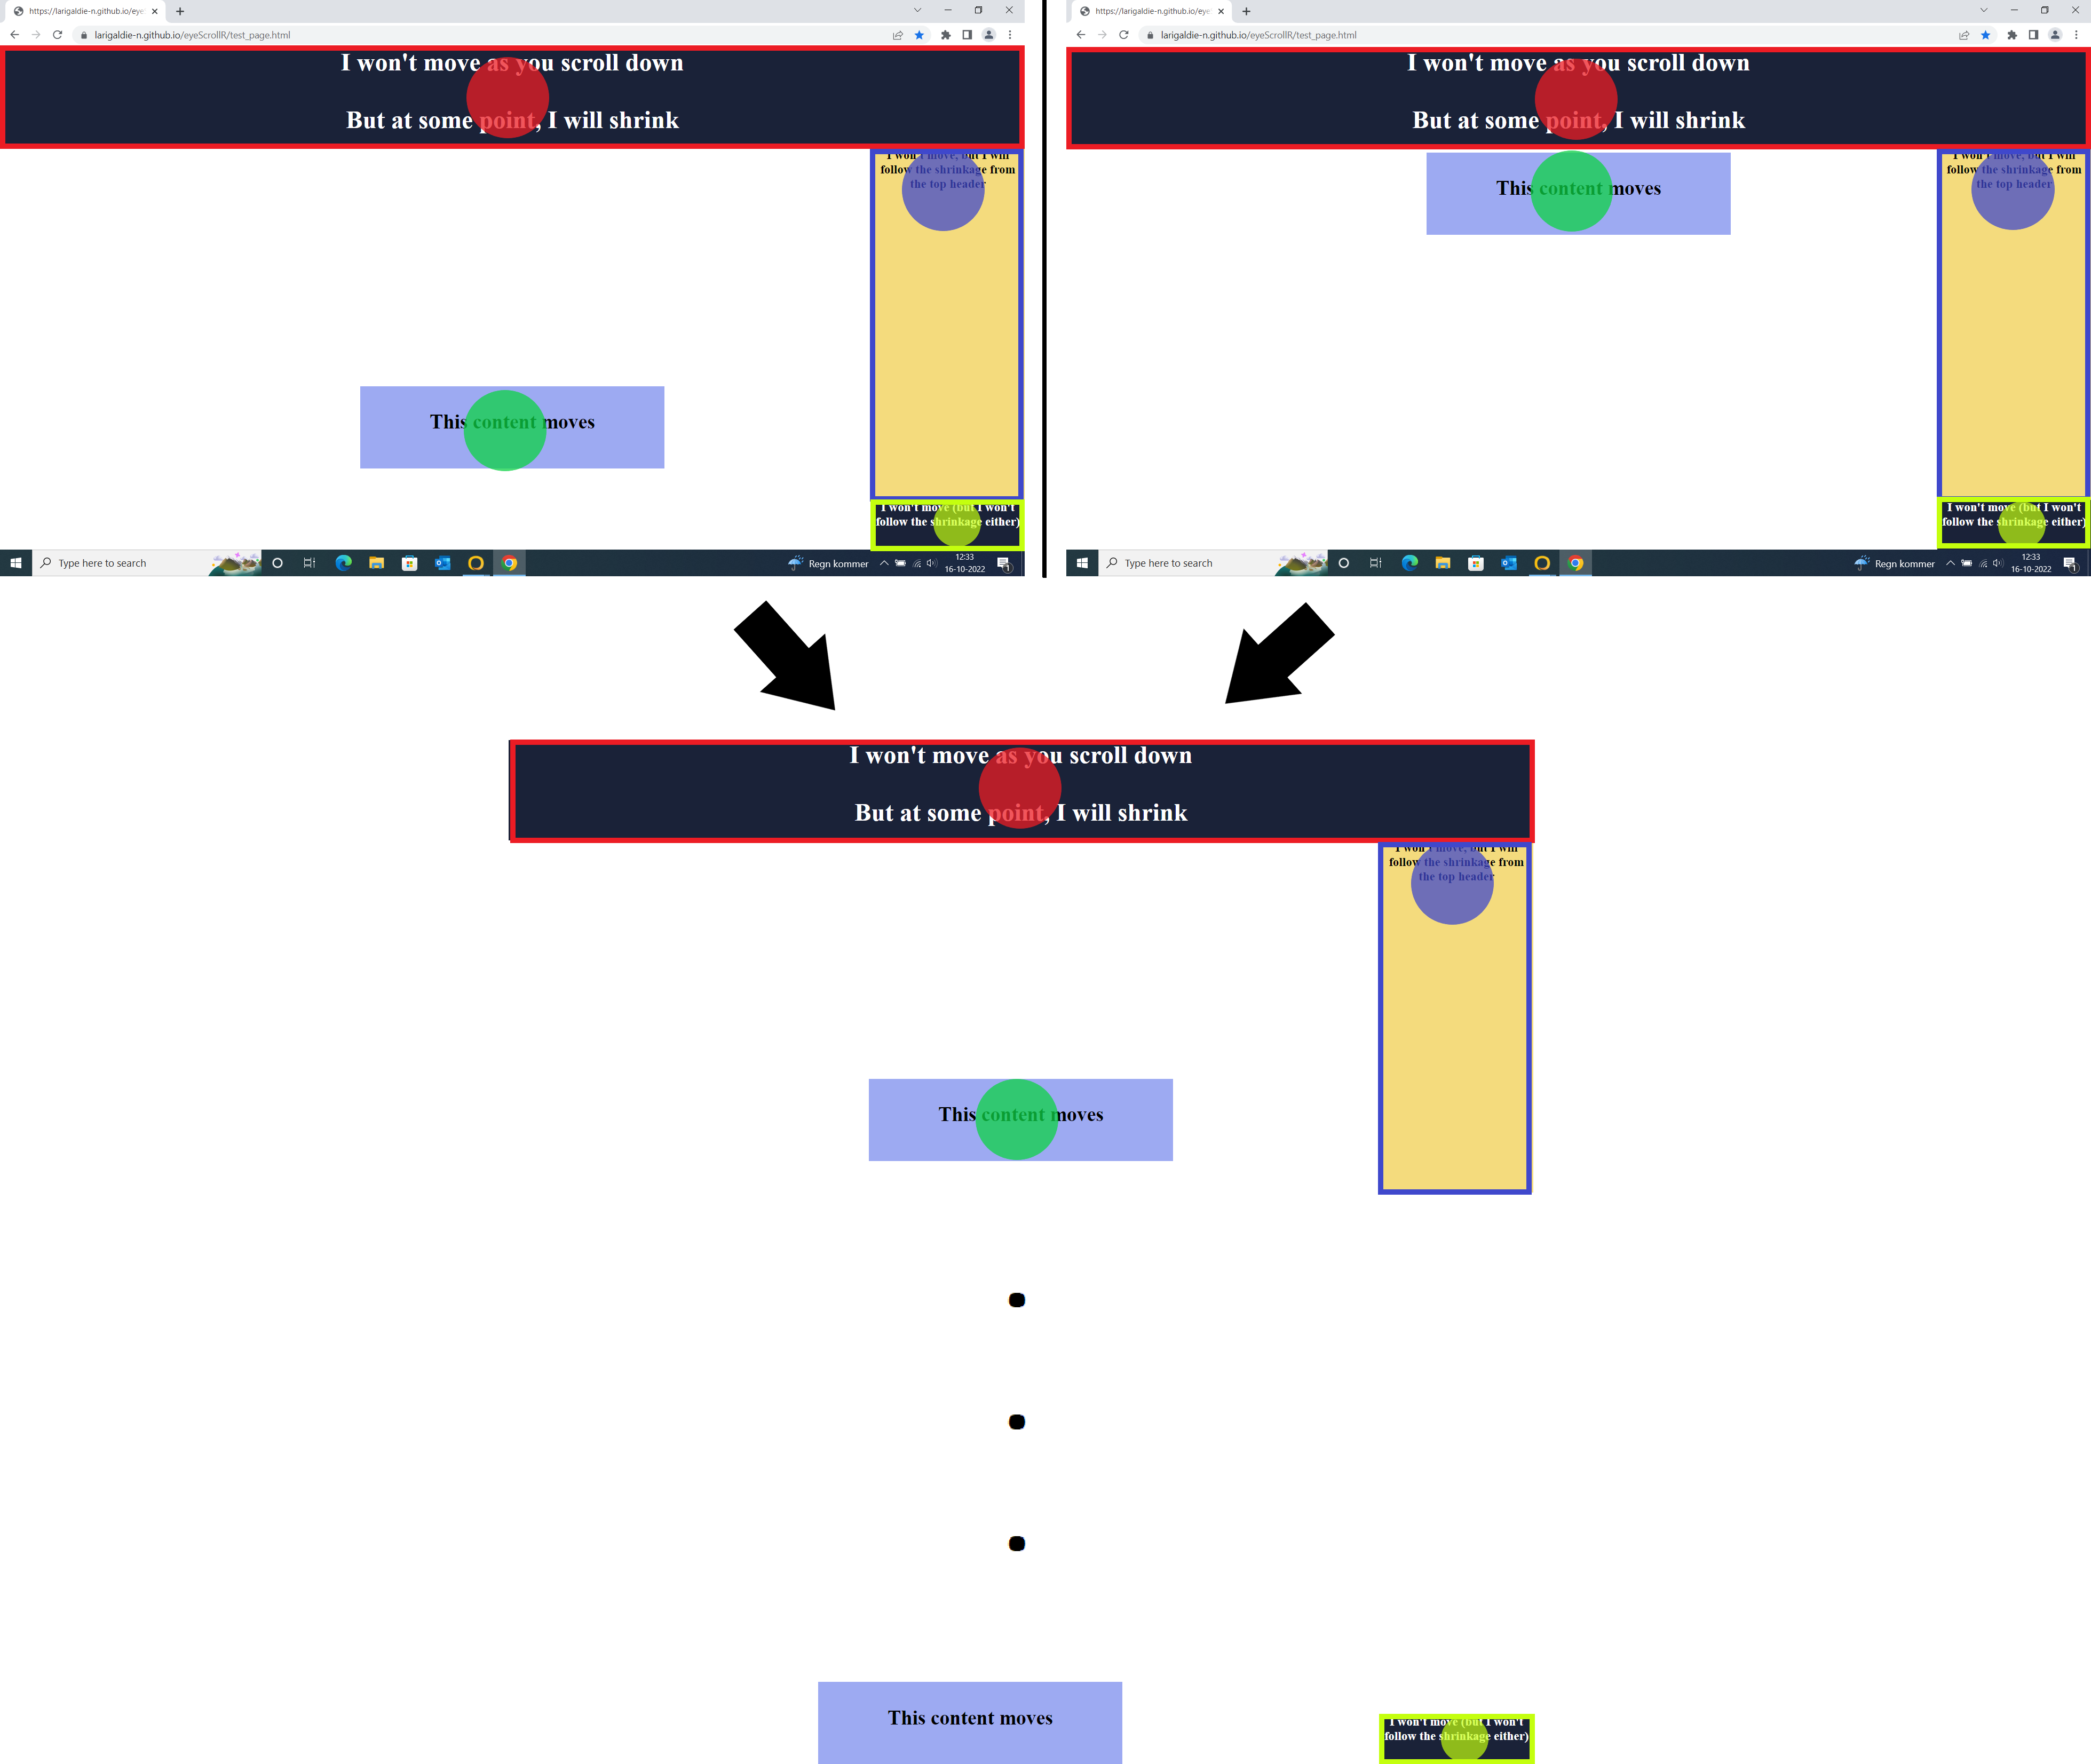 https://larigaldie-n.github.io/eye
larigaldie-n.github.io/eyeScrollR/test_page.html
I won't move as you scroll down
But at some point, I will shrink
I won't move, but I will
follow the shrinkage from
the top header
This content moves
I won't move (but I won't
follow the shrinkage either)
Type here to search
Regn kommer
12:33
16-10-2022
1
https://larigaldie-n.github.io/eye
larigaldie-n.github.io/eyeScrollR/test_page.html
I won't move as you scroll down
But at some point, I will shrink
I won't move, but I will
follow the shrinkage from
the top header
This content moves
I won't move (but I won't
follow the shrinkage either)
Type here to search
Regn kommer
12:33
16-10-2022
1
I won't move as you scroll down
But at some point, I will shrink
I won't move, but I will
follow the shrinkage from
the top header
This content moves
This content moves
I won't move (but I won't
follow the shrinkage either)